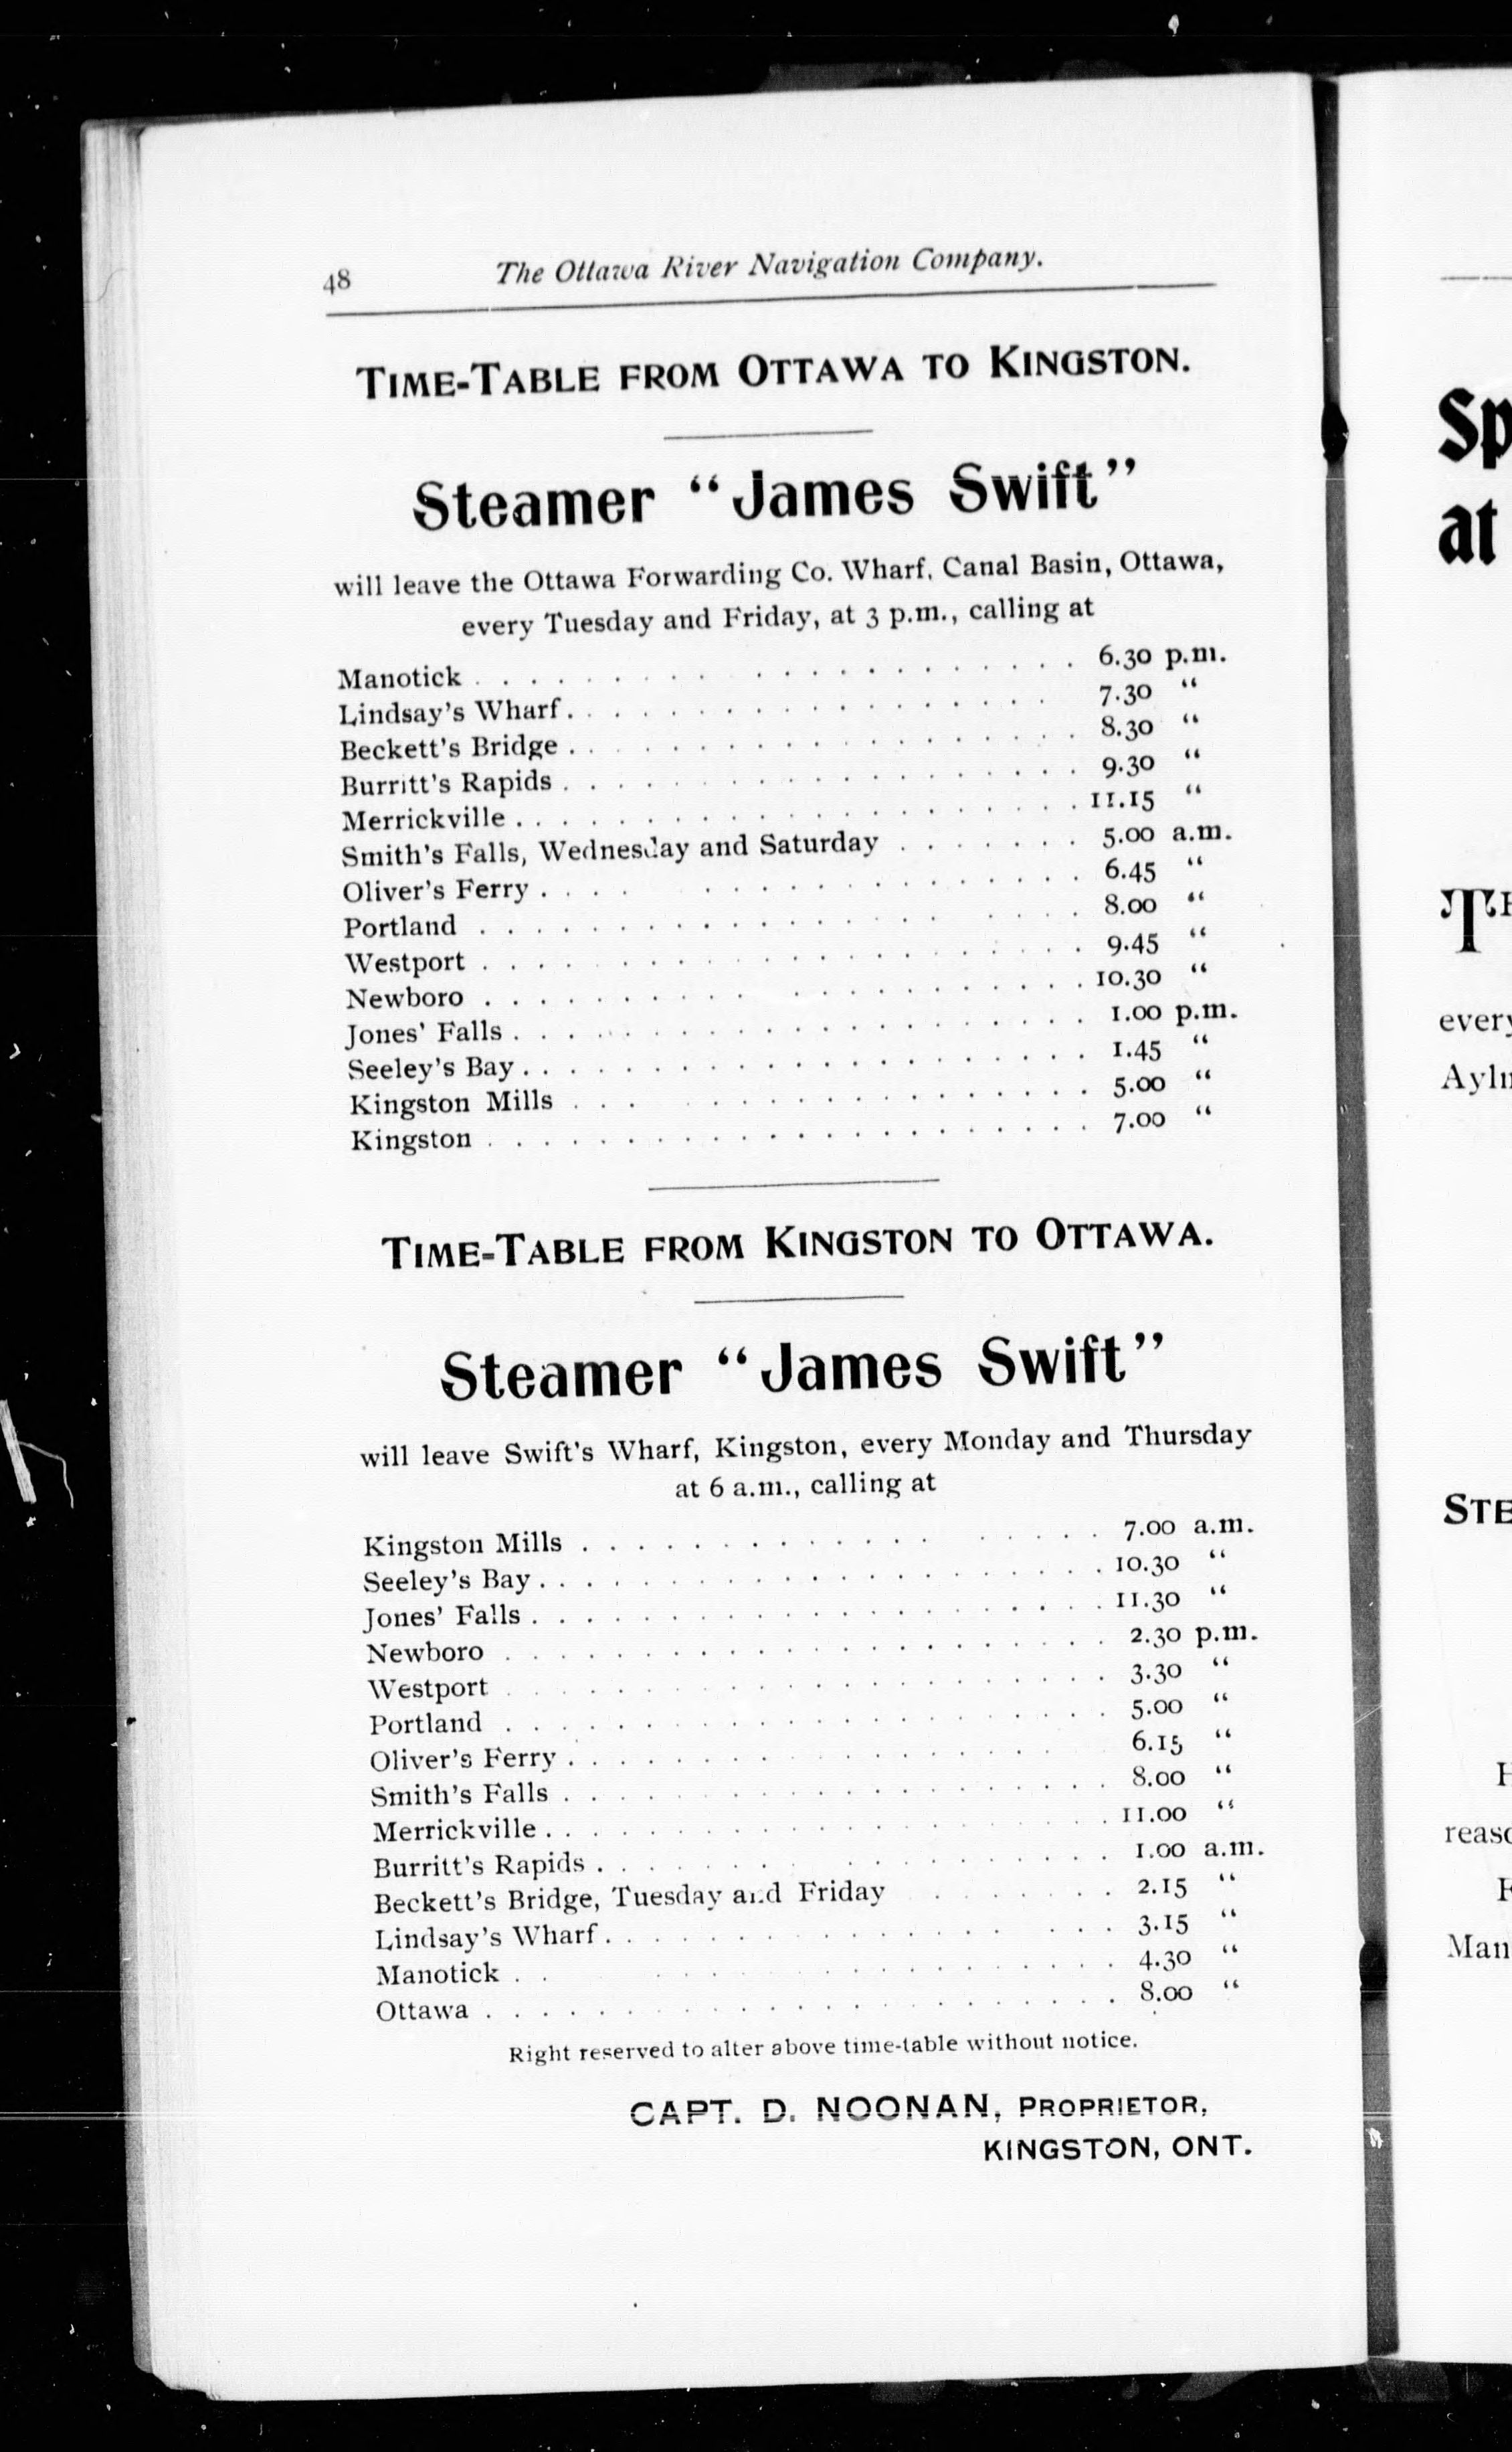 48 The Ottawa River Navigation Company.
TIME-TABLE FROM OTTAWA TO KINGSTON.
Steamer "James Swift"
will leave the Ottawa Forwarding Co. Wharf, Canal Basin, Ottawa,
every Tuesday and Friday, at 3 p.m., calling at
Manotick . . . . . . . . . . 6.30 p.m.
Lindsay's Wharf . . . . . . . . . . 7.30 "
Beckett's Bridge . . . . . . . . . . 8.30 "
Burritt's Rapids . . . . . . . . . . 9.30 "
Merrickville . . . . . . . . . . 11.15 "
Smith's Falls, Wednesday and Saturday . . . . . . . 5.00 a.m.
Oliver's Ferry . . . . . . . . . . 6.45 "
Portland . . . . . . . . . . 8.00 "
Westport . . . . . . . . . . 9.45 "
Newboro . . . . . . . . . . 10.30 "
Jones' Falls . . . . . . . . . . 1.00 p.m.
Seeley's Bay . . . . . . . . . . 1.45 "
Kingston Mills . . . . . . . . . . 5.00 "
Kingston . . . . . . . . . . 7.00 "
TIME-TABLE FROM KINGSTON TO OTTAWA.
Steamer "James Swift"
will leave Swift's Wharf, Kingston, every Monday and Thursday
at 6 a.m., calling at
Kingston Mills . . . . . . . . . . 7.00 a.m.
Seeley's Bay . . . . . . . . . . 10.30 "
Jones' Falls . . . . . . . . . . 11.30 "
Newboro . . . . . . . . . . 2.30 p.m.
Westport . . . . . . . . . . 3.30 "
Portland . . . . . . . . . . 5.00 "
Oliver's Ferry . . . . . . . . . . 6.15 "
Smith's Falls . . . . . . . . . . 8.00 "
Merrickville . . . . . . . . . . 11.00 "
Burritt's Rapids . . . . . . . . . . 1.00 a.m.
Beckett's Bridge, Tuesday and Friday . . . . . . . 2.15 "
Lindsay's Wharf . . . . . . . . . . 3.15 "
Manotick . . . . . . . . . . 4.30 "
Ottawa . . . . . . . . . . 8.00 "
Right reserved to alter above time-table without notice.
CAPT. D. NOONAN, PROPRIETOR,
KINGSTON, ONT.
Sp
at
TH
every
Ayln
STE
reaso
Man